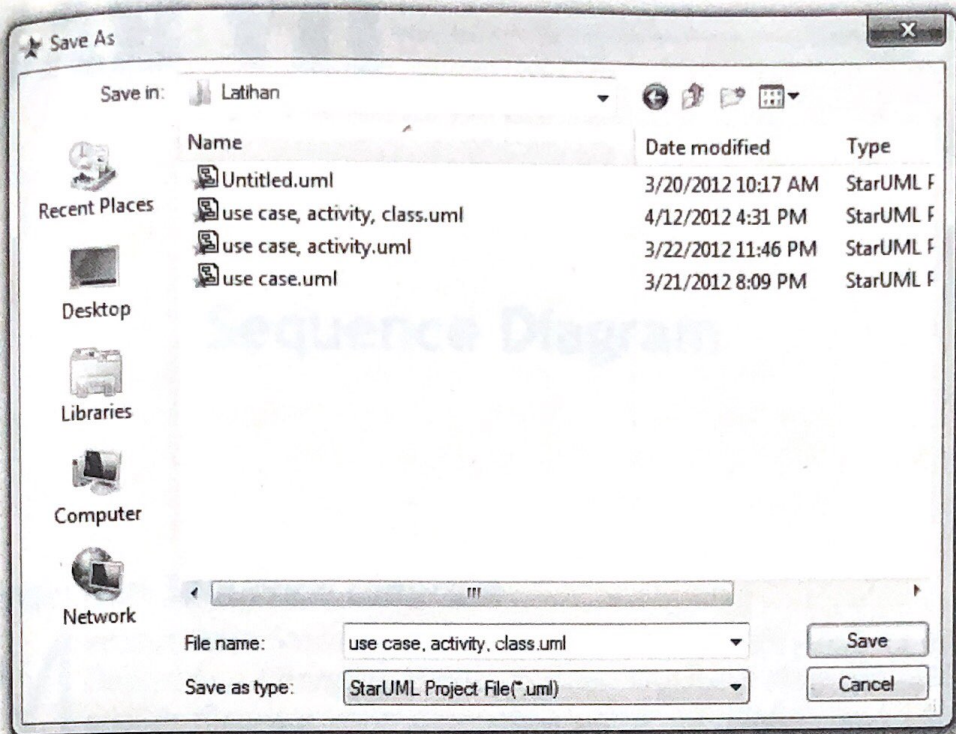 Save As
Save in: Latihan
Name Date modified Type
Untitled.uml 3/20/2012 10:17 AM StarUML P
use case, activity, class.uml 4/12/2012 4:31 PM StarUML P
use case, activity.uml 3/22/2012 11:46 PM StarUML P
use case.uml 3/21/2012 8:09 PM StarUML P
Recent Places
Desktop
Sequence Diagram
Libraries
Computer
Network
File name: use case, activity, class.uml Save
Save as type: StarUML Project File(*.uml) Cancel